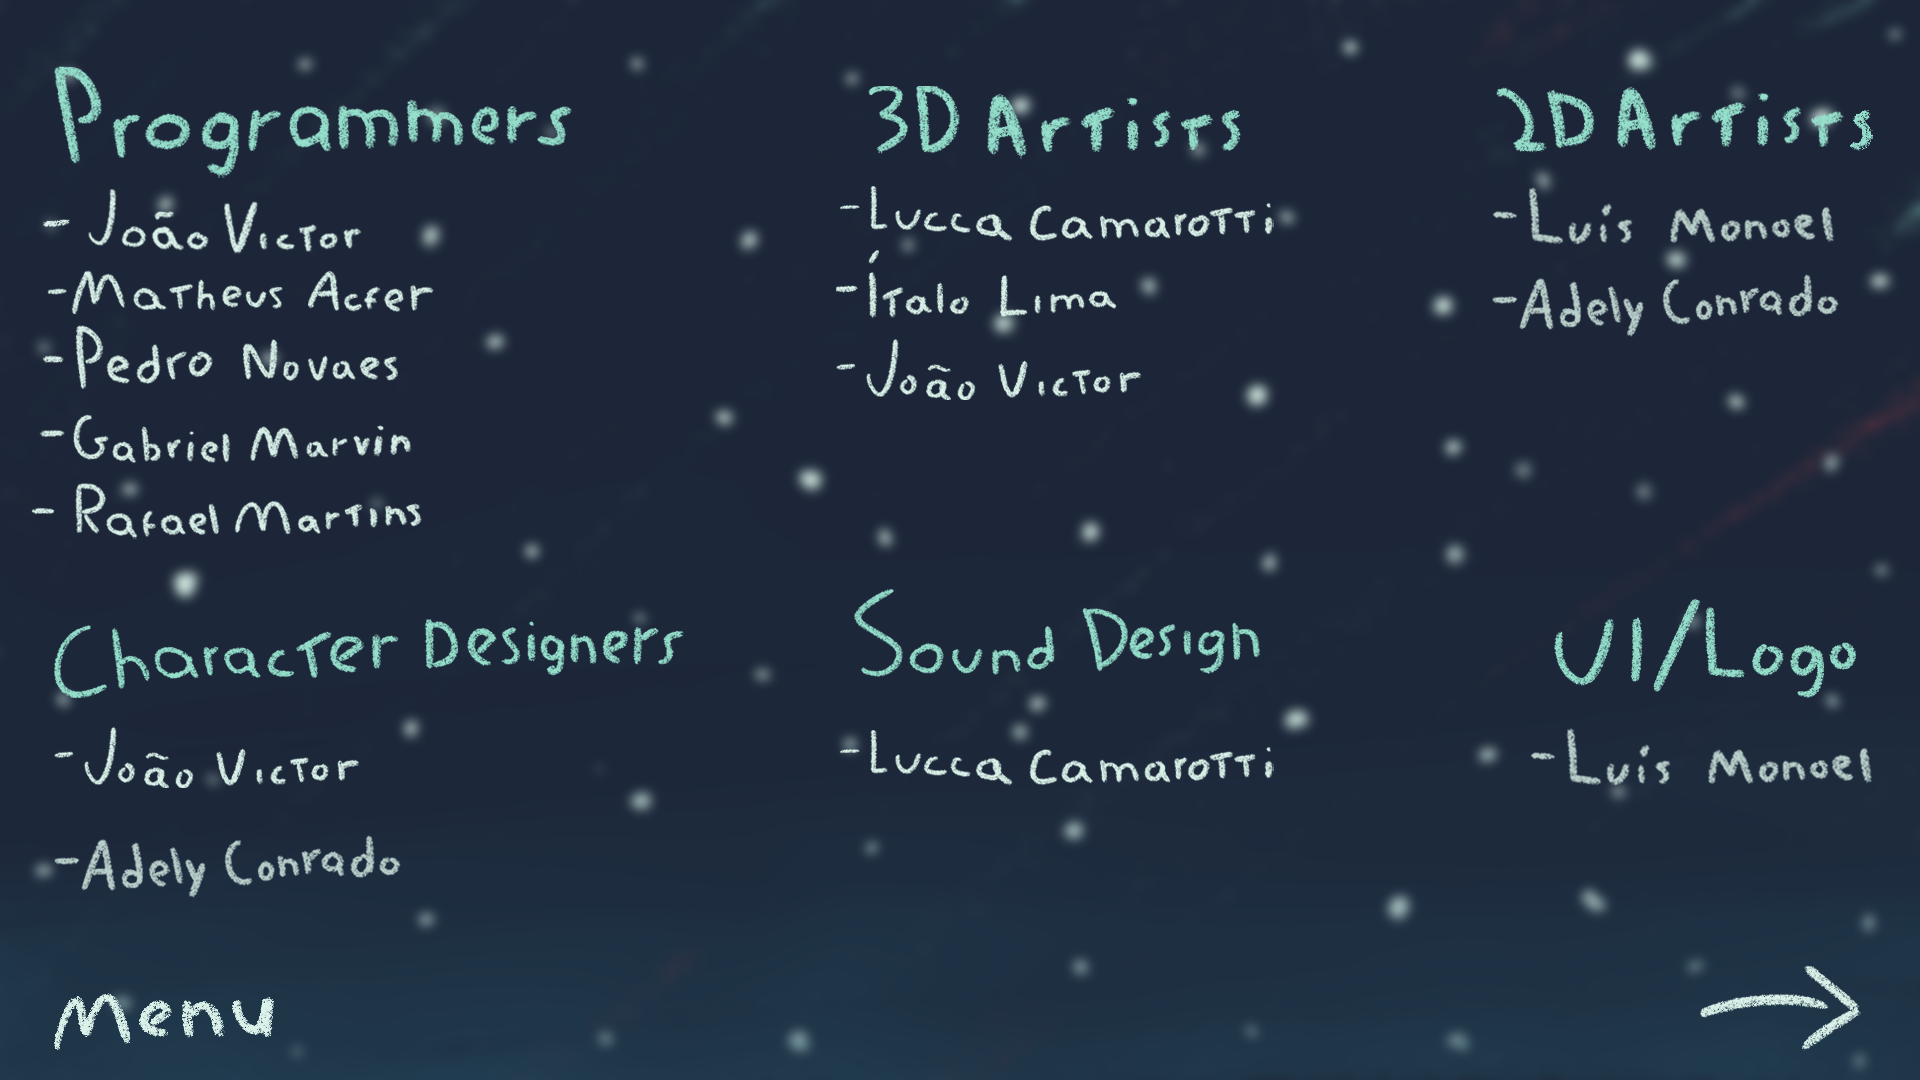 Programmers
- João Victor
- Matheus Acfer
- Pedro Novaes
- Gabriel Marvin
- Rafael Martins
3D Artists
- Lucca Camarotti
- Ítalo Lima
- João Victor
2D Artists
- Luís Monoel
- Adely Conrado
Character Designers
- João Victor
- Adely Conrado
Sound Design
- Lucca Camarotti
UI/Logo
- Luís Monoel
Menu